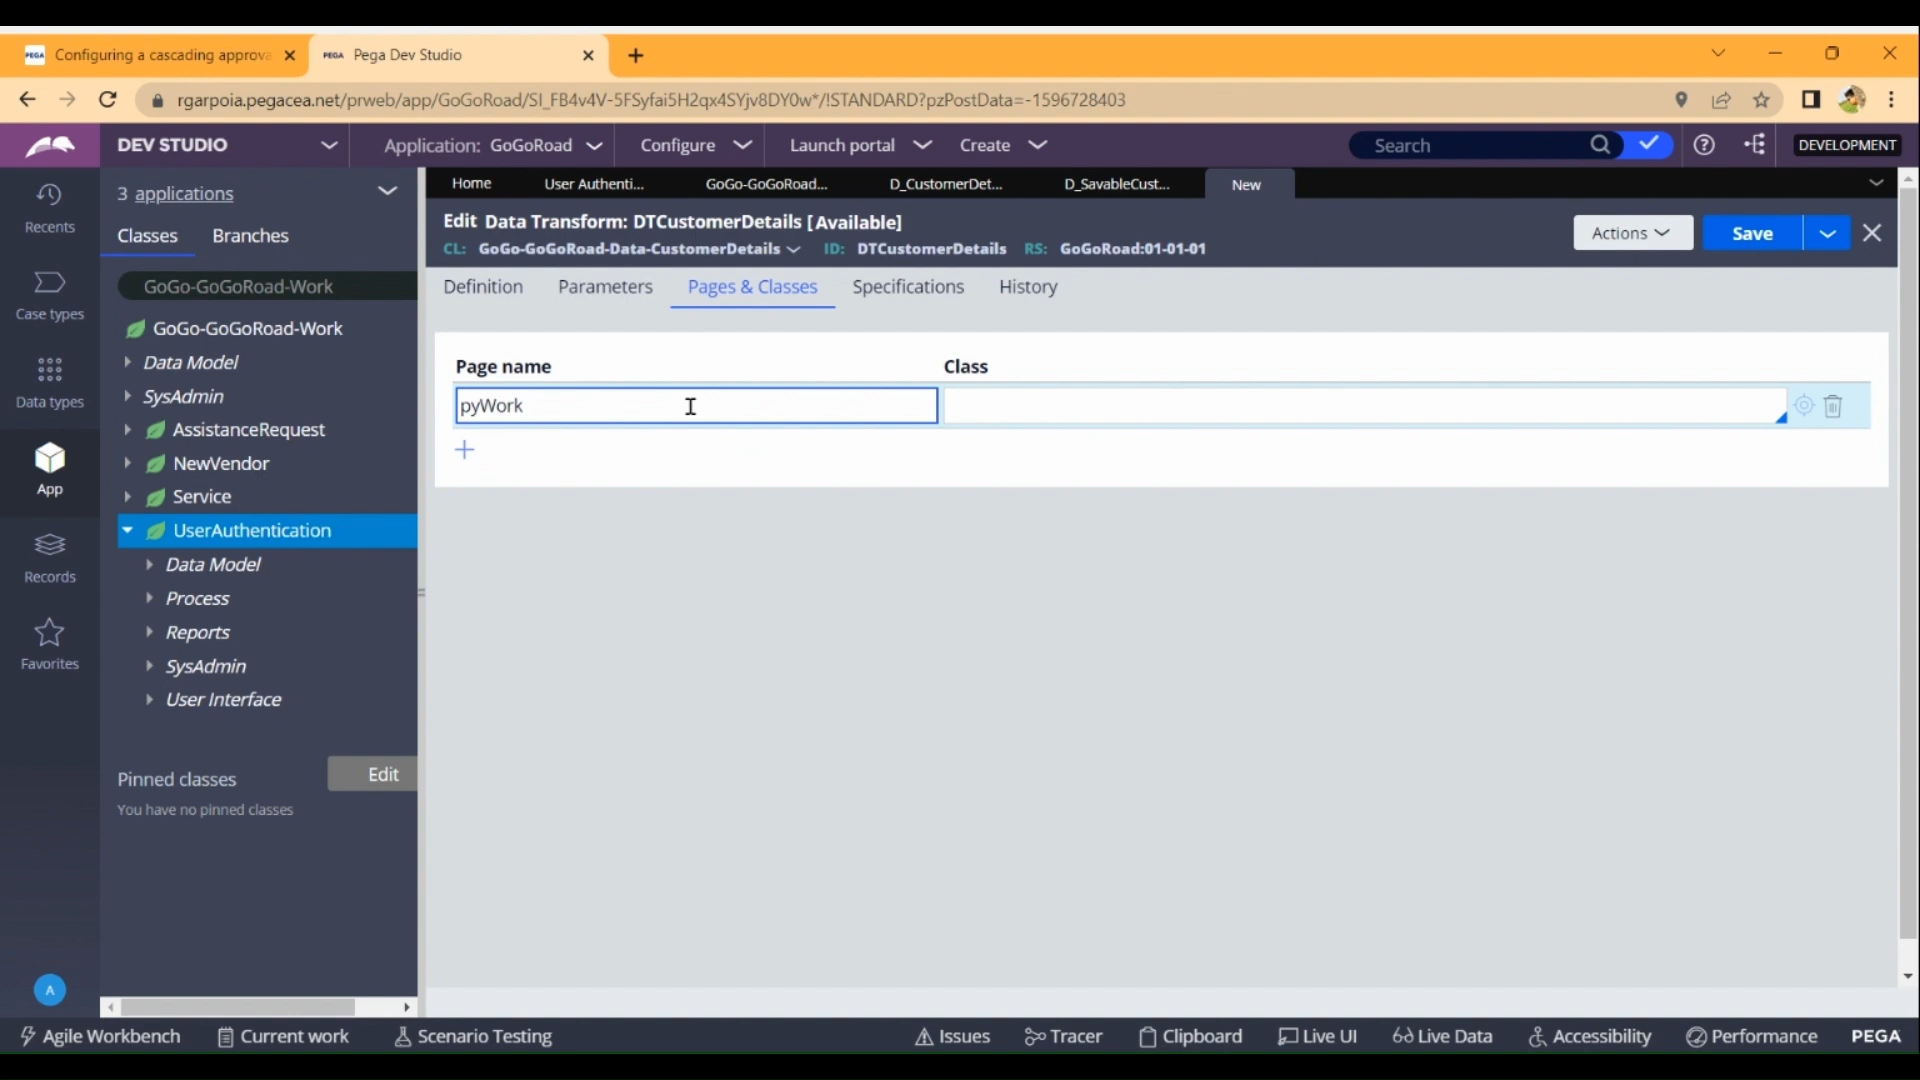 PEGA Configuring a cascading approva
PEGA Pega Dev Studio
rgarpoia.pegacea.net/prweb/app/GoGoRoad/SI_FB4v4V-5FSyfai5H2qx4SYjv8DY0w*/!STANDARD?pzPostData=-1596728403
DEV STUDIO
Application: GoGoRoad
Configure
Launch portal
Create
Search
DEVELOPMENT
Recents
Case types
Data types
App
Records
Favorites
A
3 applications
Classes
Branches
GoGo-GoGoRoad-Work
GoGo-GoGoRoad-Work
Data Model
SysAdmin
AssistanceRequest
NewVendor
Service
UserAuthentication
Data Model
Process
Reports
SysAdmin
User Interface
Pinned classes
Edit
You have no pinned classes
Home
User Authenti...
GoGo-GoGoRoad...
D_CustomerDet...
D_SavableCust...
New
Edit Data Transform: DTCustomerDetails [Available]
CL: GoGo-GoGoRoad-Data-CustomerDetails ID: DTCustomerDetails RS: GoGoRoad:01-01-01
Actions
Save
Definition
Parameters
Pages & Classes
Specifications
History
Page name
Class
pyWork
Agile Workbench
Current work
Scenario Testing
Issues
Tracer
Clipboard
Live UI
Live Data
Accessibility
Performance
PEGA